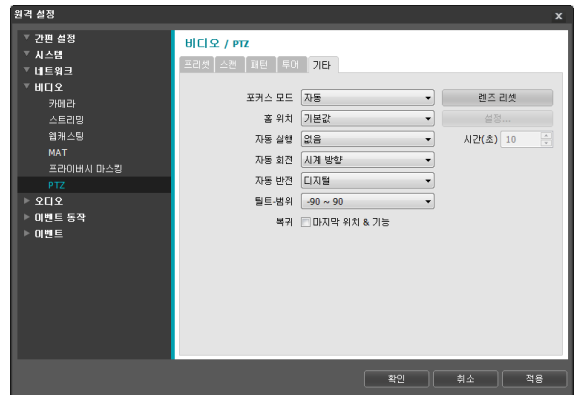 원격 설정 x
간편 설정
시스템
네트워크
비디오
카메라
스트리밍
웹캐스팅
MAT
프라이버시 마스킹
PTZ
오디오
이벤트 동작
이벤트
비디오 / PTZ
프리셋 스캔 패턴 투어 기타
포커스 모드 자동 렌즈 리셋
홈 위치 기본값 설정...
자동 실행 없음 시간(초) 10
자동 회전 시계 방향
자동 반전 디지털
틸트-범위 -90 ~ 90
복귀 마지막 위치 & 기능
확인 취소 적용